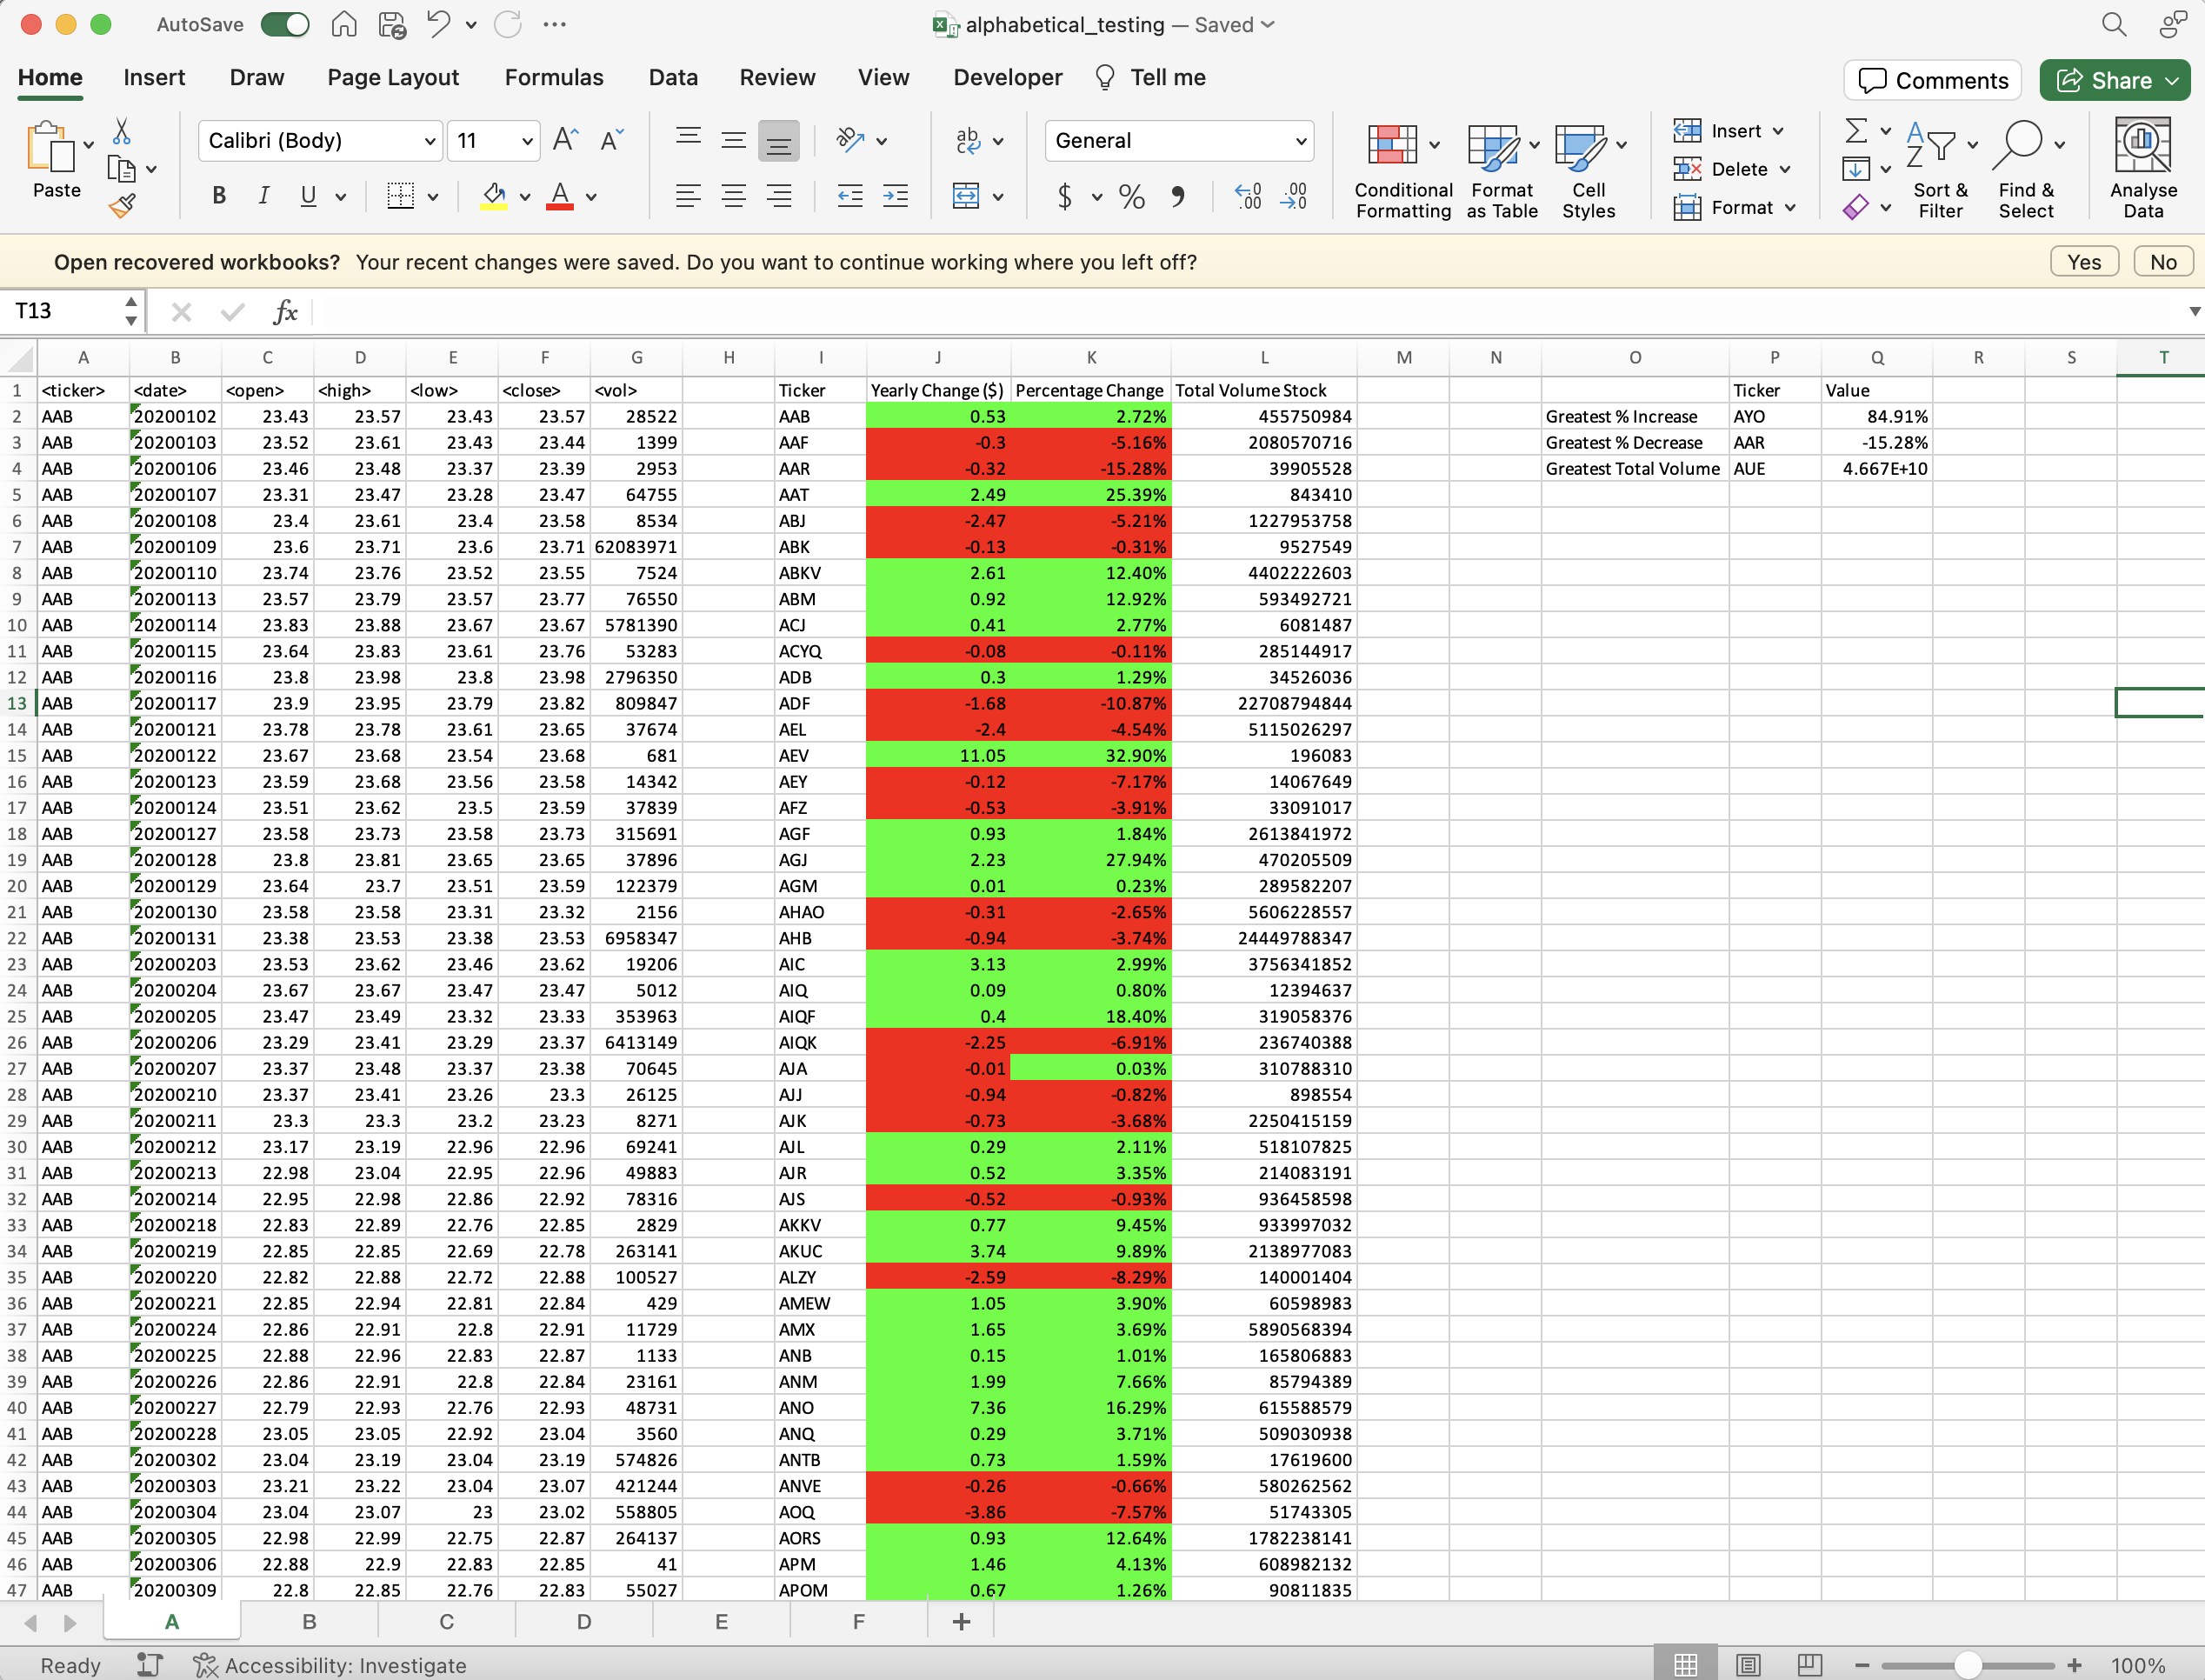 AutoSave
alphabetical_testing — Saved
Home Insert Draw Page Layout Formulas Data Review View Developer Tell me Comments Share
Paste
Calibri (Body) 11
B I U
A
General
$ % 
Conditional Formatting
Format as Table
Cell Styles
Insert
Delete
Format
Sort & Filter
Find & Select
Analyse Data
Open recovered workbooks? Your recent changes were saved. Do you want to continue working where you left off? Yes No
T13 fx
A B C D E F G H I J K L M N O P Q R S T
1 <ticker> <date> <open> <high> <low> <close> <vol> Ticker Yearly Change ($) Percentage Change Total Volume Stock Ticker Value
2 AAB 20200102 23.43 23.57 23.43 23.57 28522 AAB 0.53 2.72% 455750984 Greatest % Increase AYO 84.91%
3 AAB 20200103 23.52 23.61 23.43 23.44 1399 AAF -0.3 -5.16% 2080570716 Greatest % Decrease AAR -15.28%
4 AAB 20200106 23.46 23.48 23.37 23.39 2953 AAR -0.32 -15.28% 39905528 Greatest Total Volume AUE 4.667E+10
5 AAB 20200107 23.31 23.47 23.28 23.47 64755 AAT 2.49 25.39% 843410
6 AAB 20200108 23.4 23.61 23.4 23.58 8534 ABJ -2.47 -5.21% 1227953758
7 AAB 20200109 23.6 23.71 23.6 23.71 62083971 ABK -0.13 -0.31% 9527549
8 AAB 20200110 23.74 23.76 23.52 23.55 7524 ABKV 2.61 12.40% 4402222603
9 AAB 20200113 23.57 23.79 23.57 23.77 76550 ABM 0.92 12.92% 593492721
10 AAB 20200114 23.83 23.88 23.67 23.67 5781390 ACJ 0.41 2.77% 6081487
11 AAB 20200115 23.64 23.83 23.61 23.76 53283 ACYQ -0.08 -0.11% 285144917
12 AAB 20200116 23.8 23.98 23.8 23.98 2796350 ADB 0.3 1.29% 34526036
13 AAB 20200117 23.9 23.95 23.79 23.82 809847 ADF -1.68 -10.87% 22708794844
14 AAB 20200121 23.78 23.78 23.61 23.65 37674 AEL -2.4 -4.54% 5115026297
15 AAB 20200122 23.67 23.68 23.54 23.68 681 AEV 11.05 32.90% 196083
16 AAB 20200123 23.59 23.68 23.56 23.58 14342 AEY -0.12 -7.17% 14067649
17 AAB 20200124 23.51 23.62 23.5 23.59 37839 AFZ -0.53 -3.91% 33091017
18 AAB 20200127 23.58 23.73 23.58 23.73 315691 AGF 0.93 1.84% 2613841972
19 AAB 20200128 23.8 23.81 23.65 23.65 37896 AGJ 2.23 27.94% 470205509
20 AAB 20200129 23.64 23.7 23.51 23.59 122379 AGM 0.01 0.23% 289582207
21 AAB 20200130 23.58 23.58 23.31 23.32 2156 AHAO -0.31 -2.65% 5606228557
22 AAB 20200131 23.38 23.53 23.38 23.53 6958347 AHB -0.94 -3.74% 24449788347
23 AAB 20200203 23.53 23.62 23.46 23.62 19206 AIC 3.13 2.99% 3756341852
24 AAB 20200204 23.67 23.67 23.47 23.47 5012 AIQ 0.09 0.80% 12394637
25 AAB 20200205 23.47 23.49 23.32 23.33 353963 AIQF 0.4 18.40% 319058376
26 AAB 20200206 23.29 23.41 23.29 23.37 6413149 AIQK -2.25 -6.91% 236740388
27 AAB 20200207 23.37 23.48 23.37 23.38 70645 AJA -0.01 0.03% 310788310
28 AAB 20200210 23.37 23.41 23.26 23.3 26125 AJJ -0.94 -0.82% 898554
29 AAB 20200211 23.3 23.3 23.2 23.23 8271 AJK -0.73 -3.68% 2250415159
30 AAB 20200212 23.17 23.19 22.96 22.96 69241 AJL 0.29 2.11% 518107825
31 AAB 20200213 22.98 23.04 22.95 22.96 49883 AJR 0.52 3.35% 214083191
32 AAB 20200214 22.95 22.98 22.86 22.92 78316 AJS -0.52 -0.93% 936458598
33 AAB 20200218 22.83 22.89 22.76 22.85 2829 AKKV 0.77 9.45% 933997032
34 AAB 20200219 22.85 22.85 22.69 22.78 263141 AKUC 3.74 9.89% 2138977083
35 AAB 20200220 22.82 22.88 22.72 22.88 100527 ALZY -2.59 -8.29% 140001404
36 AAB 20200221 22.85 22.94 22.81 22.84 429 AMEW 1.05 3.90% 60598983
37 AAB 20200224 22.86 22.91 22.8 22.91 11729 AMX 1.65 3.69% 5890568394
38 AAB 20200225 22.88 22.96 22.83 22.87 1133 ANB 0.15 1.01% 165806883
39 AAB 20200226 22.86 22.91 22.8 22.84 23161 ANM 1.99 7.66% 85794389
40 AAB 20200227 22.79 22.93 22.76 22.93 48731 ANO 7.36 16.29% 615588579
41 AAB 20200228 23.05 23.05 22.92 23.04 3560 ANQ 0.29 3.71% 509030938
42 AAB 20200302 23.04 23.19 23.04 23.19 574826 ANTB 0.73 1.59% 17619600
43 AAB 20200303 23.21 23.22 23.04 23.07 421244 ANVE -0.26 -0.66% 580262562
44 AAB 20200304 23.04 23.07 23 23.02 558805 AOQ -3.86 -7.57% 51743305
45 AAB 20200305 22.98 22.99 22.75 22.87 264137 AORS 0.93 12.64% 1782238141
46 AAB 20200306 22.88 22.9 22.83 22.85 41 APM 1.46 4.13% 608982132
47 AAB 20200309 22.8 22.85 22.76 22.83 55027 APOM 0.67 1.26% 90811835
A B C D E F +
Ready Accessibility: Investigate 100%